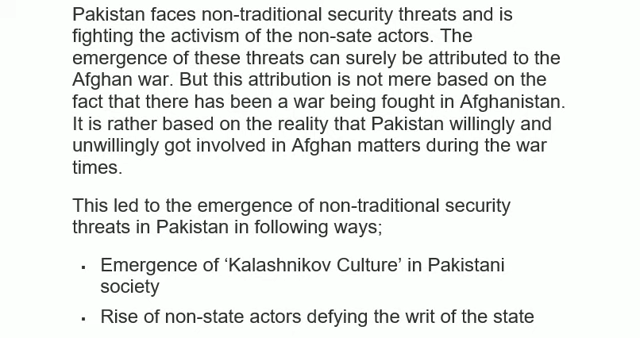 Pakistan faces non-traditional security threats and is
fighting the activism of the non-sate actors. The
emergence of these threats can surely be attributed to the
Afghan war. But this attribution is not mere based on the
fact that there has been a war being fought in Afghanistan.
It is rather based on the reality that Pakistan willingly and
unwillingly got involved in Afghan matters during the war
times.
This led to the emergence of non-traditional security
threats in Pakistan in following ways;
▪ Emergence of ‘Kalashnikov Culture’ in Pakistani
society
▪ Rise of non-state actors defying the writ of the state